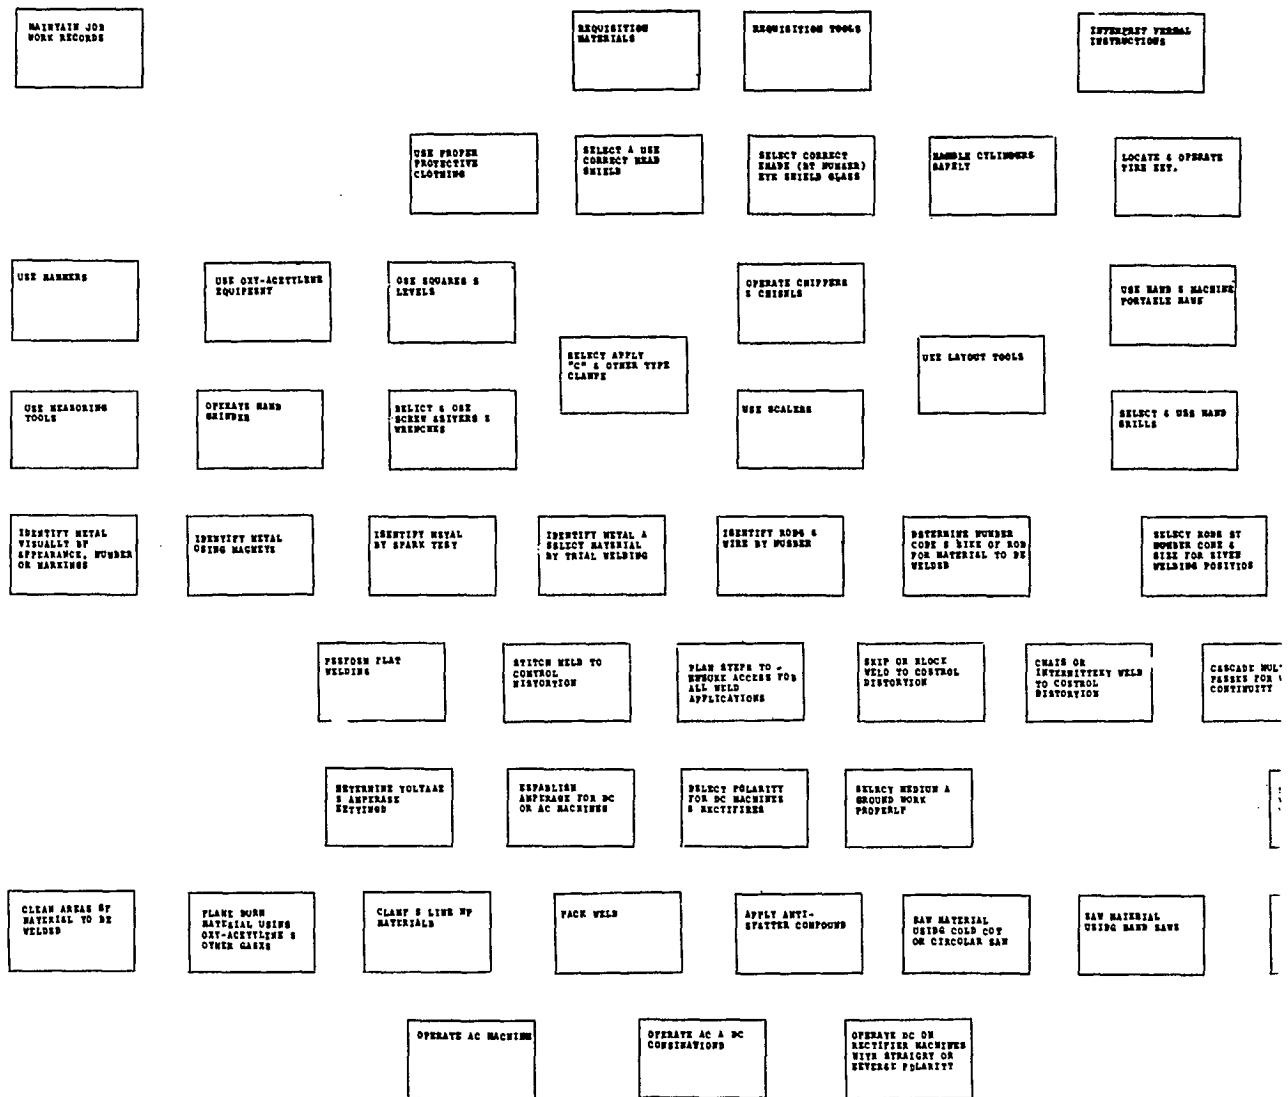 MAINTAIN JOB
WORK RECORDS
REQUISITION
MATERIALS
REQUISITION TOOLS
INTERPRET VERBAL
INSTRUCTIONS
USE PROPER
PROTECTIVE
CLOTHING
SELECT & USE
CORRECT HEAD
SHIELD
SELECT CORRECT
SHADE (BY NUMBER)
EYE SHIELD GLASS
HANDLE CYLINDERS
SAFELY
LOCATE & OPERATE
FIRE EXT.
USE HAMMERS
USE OXY-ACETYLENE
EQUIPMENT
USE SQUARES &
LEVELS
OPERATE CHIPPERS
& CHISELS
USE HAND & MACHINE
PORTABLE SAWS
SELECT APPLY
"C" & OTHER TYPE
CLAMPS
USE LAYOUT TOOLS
USE MEASURING
TOOLS
OPERATE HAND
GRINDER
SELECT & USE
SCREW DRIVERS &
WRENCHES
USE SCALERS
SELECT & USE HAND
DRILLS
IDENTIFY METAL
VISUALLY BY
APPEARANCE, NUMBER
OR MARKINGS
IDENTIFY METAL
USING MAGNETS
IDENTIFY METAL
BY SPARK TEST
IDENTIFY METAL &
SELECT MATERIAL
BY TRIAL WELDING
IDENTIFY RODS &
WIRE BY NUMBER
DETERMINE NUMBER
CODE & SIZE OF ROD
FOR MATERIAL TO BE
WELDED
SELECT RODS BY
NUMBER CODE &
SIZE FOR GIVEN
WELDING POSITION
PERFORM FLAT
WELDING
STITCH WELD TO
CONTROL
DISTORTION
PLAN STEPS TO
ENSURE ACCESS FOR
ALL WELD
APPLICATIONS
SKIP OR BLOCK
WELD TO CONTROL
DISTORTION
CHAIN OR
INTERMITTENT WELD
TO CONTROL
DISTORTION
CASCADE MUL
PASSES FOR
CONTINUITY
DETERMINE VOLTAGE
& AMPERAGE
SETTINGS
ESTABLISH
AMPERAGE FOR DC
OR AC MACHINES
SELECT POLARITY
FOR DC MACHINES
& RECTIFIERS
SELECT MEDIUM &
GROUND WORK
PROPERLY
CLEAN AREAS OF
MATERIAL TO BE
WELDED
FLAME BURN
MATERIAL USING
OXY-ACETYLENE &
OTHER GASES
CLAMP & LINE UP
MATERIALS
TACK WELD
APPLY ANTI-
SPATTER COMPOUND
SAW MATERIAL
USING COLD CUT
OR CIRCULAR SAW
SAW MATERIAL
USING BAND SAWS
OPERATE AC MACHINE
OPERATE AC & DC
COMBINATIONS
OPERATE DC OR
RECTIFIER MACHINES
WITH STRAIGHT OR
REVERSE POLARITY